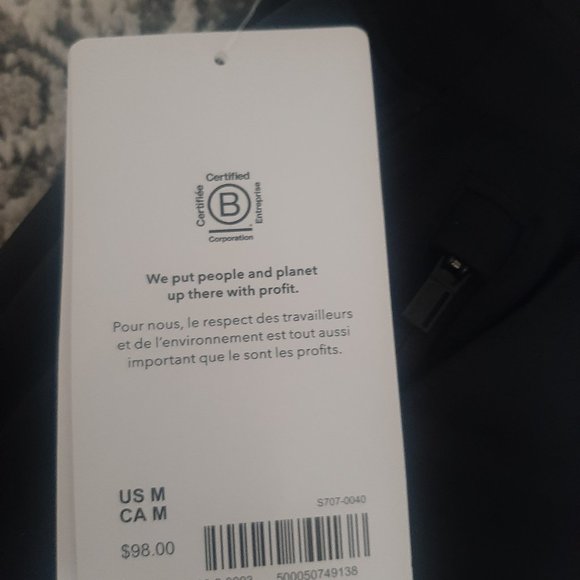 Certified
Certifiée
B
Entreprise
Corporation
We put people and planet
up there with profit.
Pour nous, le respect des travailleurs
et de l'environnement est tout aussi
important que le sont les profits.
US M
CA M
S707-0040
$98.00
500050749138